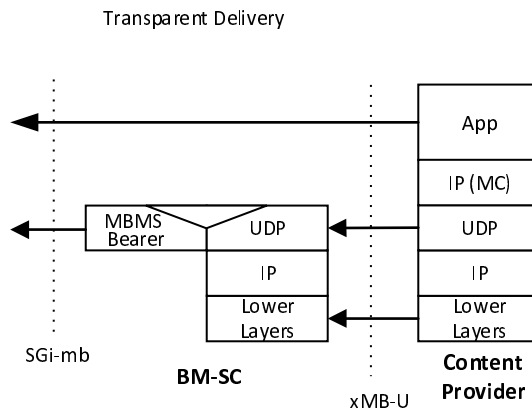 Transparent Delivery
App
IP (MC)
MBMS
Bearer
UDP
UDP
IP
IP
Lower
Layers
Lower
Layers
SGi-mb
BM-SC
Content
Provider
xMB-U